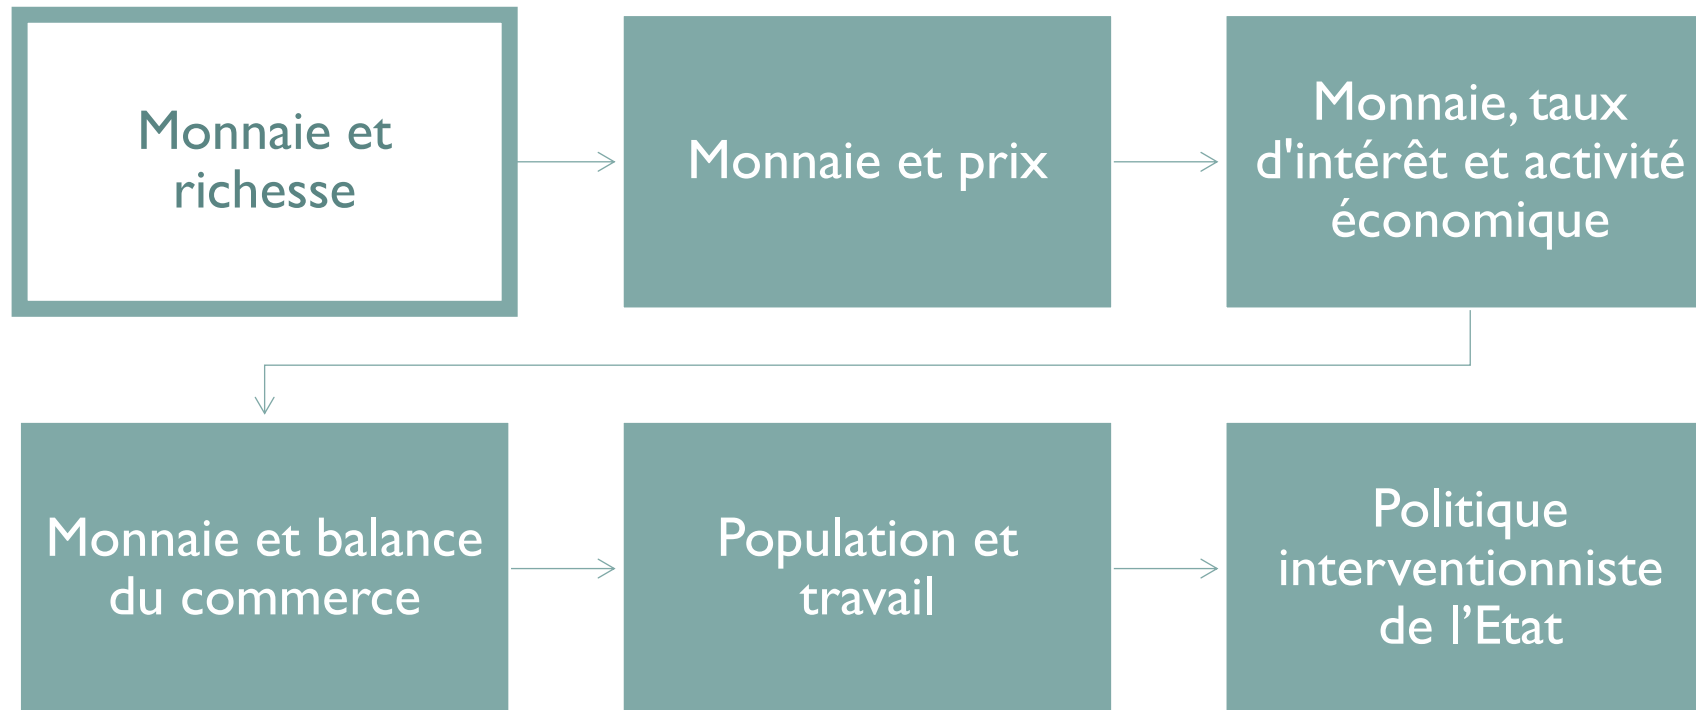 Monnaie et
richesse
Monnaie et prix
Monnaie, taux
d'intérêt et activité
économique
Monnaie et balance
du commerce
Population et
travail
Politique
interventionniste
de l’Etat